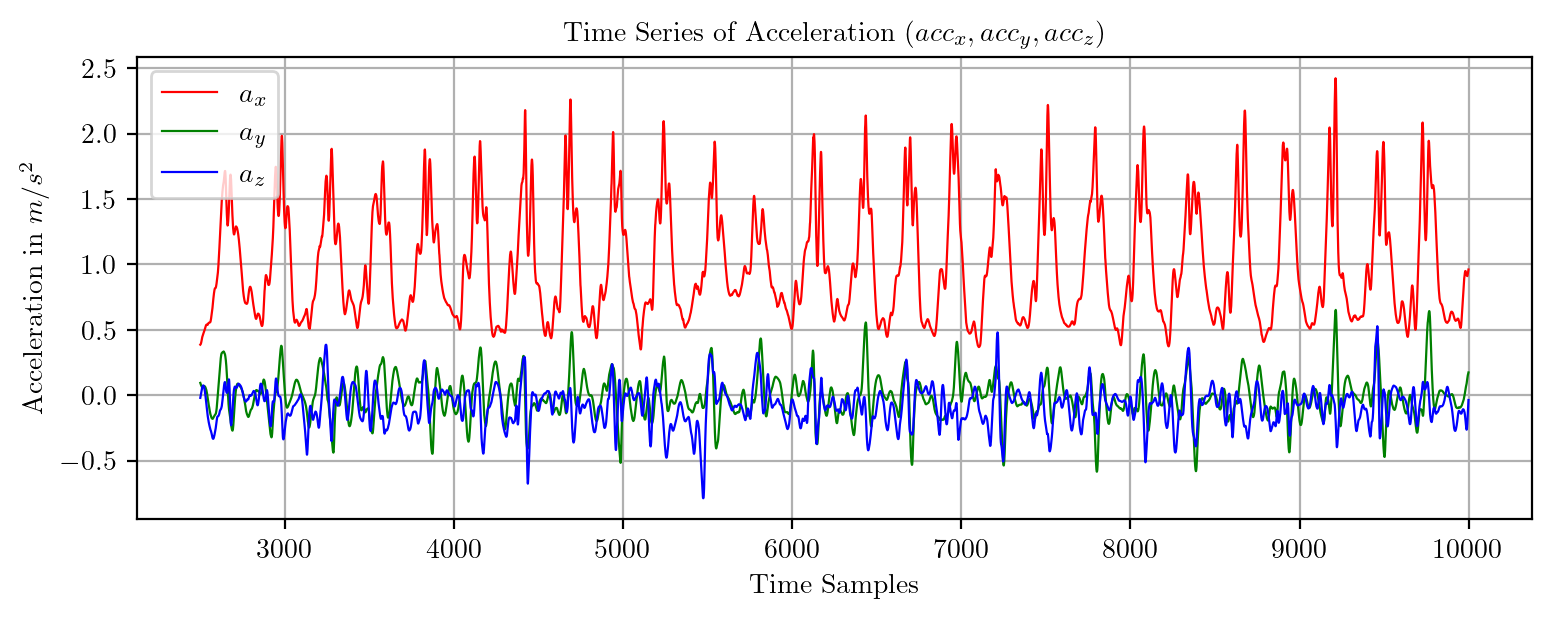 Time Series of Acceleration (acc_x, acc_y, acc_z)
Acceleration in m/s^2
2.5
2.0
1.5
1.0
0.5
0.0
−0.5
a_x
a_y
a_z
3000 4000 5000 6000 7000 8000 9000 10000
Time Samples